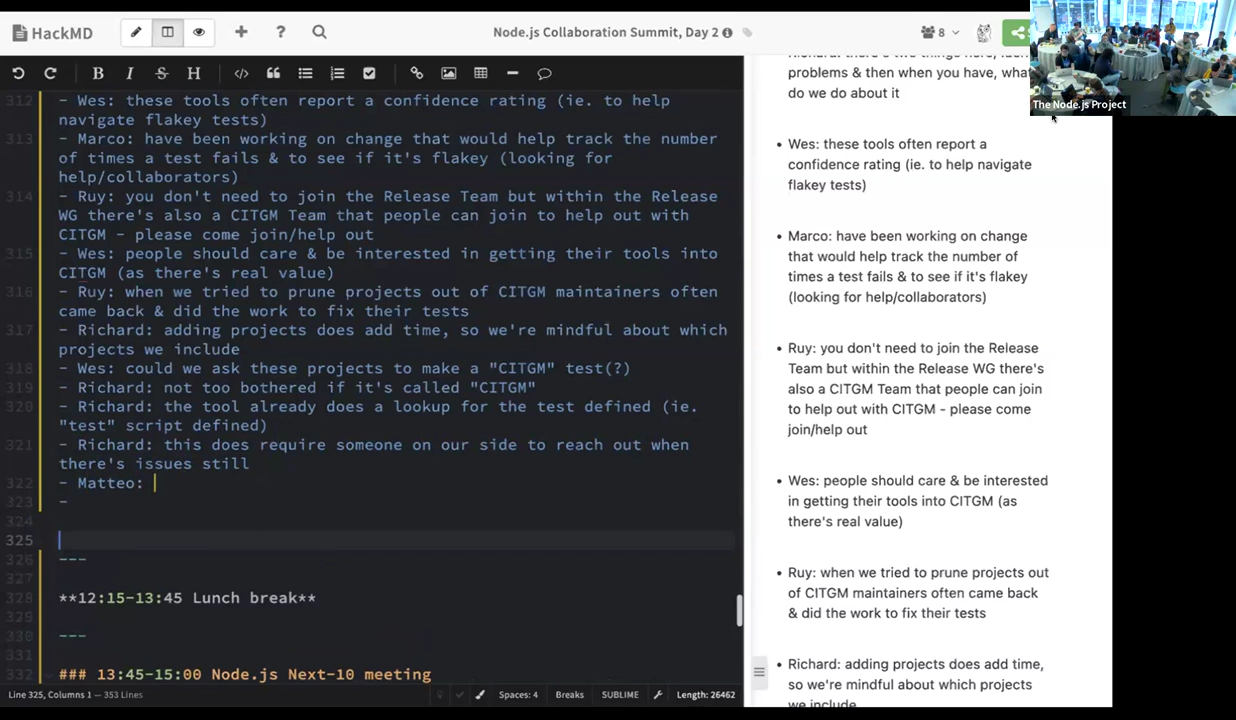 HackMD
Node.js Collaboration Summit, Day 2
8
The Node.js Project
B I S H
312 - Wes: these tools often report a confidence rating (ie. to help
navigate flakey tests)
313 - Marco: have been working on change that would help track the number
of times a test fails & to see if it's flakey (looking for
help/collaborators)
314 - Ruy: you don't need to join the Release Team but within the Release
WG there's also a CITGM Team that people can join to help out with
CITGM - please come join/help out
315 - Wes: people should care & be interested in getting their tools into
CITGM (as there's real value)
316 - Ruy: when we tried to prune projects out of CITGM maintainers often
came back & did the work to fix their tests
317 - Richard: adding projects does add time, so we're mindful about which
projects we include
318 - Wes: could we ask these projects to make a "CITGM" test(?)
319 - Richard: not too bothered if it's called "CITGM"
320 - Richard: the tool already does a lookup for the test defined (ie.
"test" script defined)
321 - Richard: this does require someone on our side to reach out when
there's issues still
322 - Matteo:
323 -
324
325
326 ---
327
328 **12:15-13:45 Lunch break**
329
330 ---
331
332 ### 13:45-15:00 Node.js Next-10 meeting
Line 325, Columns 1 — 353 Lines
Spaces: 4
Breaks
SUBLIME
Length: 26462
problems & then when you have, what
do we do about it
• Wes: these tools often report a
confidence rating (ie. to help navigate
flakey tests)
• Marco: have been working on change
that would help track the number of
times a test fails & to see if it's flakey
(looking for help/collaborators)
• Ruy: you don't need to join the Release
Team but within the Release WG there's
also a CITGM Team that people can join
to help out with CITGM - please come
join/help out
• Wes: people should care & be interested
in getting their tools into CITGM (as
there's real value)
• Ruy: when we tried to prune projects out
of CITGM maintainers often came back
& did the work to fix their tests
• Richard: adding projects does add time,
so we're mindful about which projects
we include